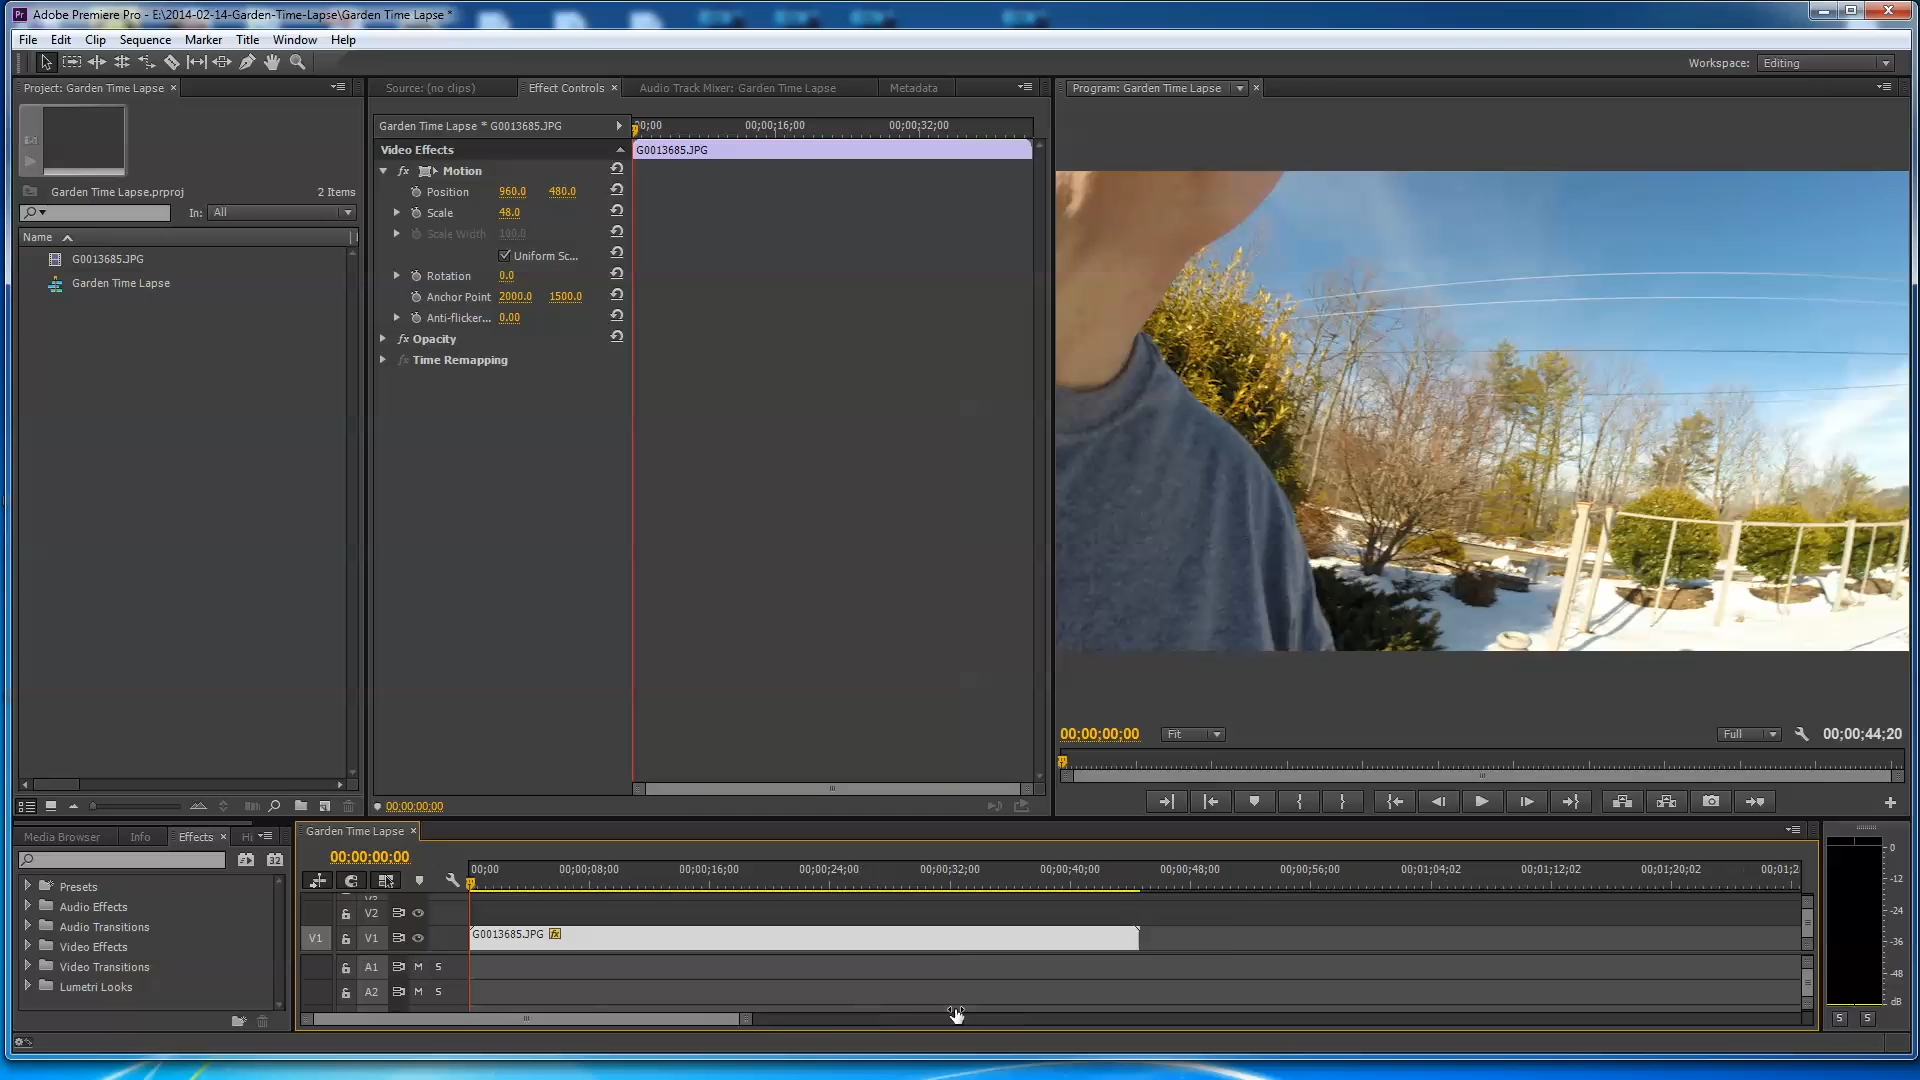 Pr Adobe Premiere Pro - E:\2014-02-14-Garden-Time-Lapse\Garden Time Lapse *
File Edit Clip Sequence Marker Title Window Help
Workspace: Editing
Project: Garden Time Lapse
Source: (no clips) Effect Controls Audio Track Mixer: Garden Time Lapse Metadata
Program: Garden Time Lapse
Garden Time Lapse * G0013685.JPG
00;00;16;00 00;00;32;00
Video Effects
G0013685.JPG
fx Motion
Garden Time Lapse.prproj 2 Items
Position 960.0 480.0
In: All
Scale 48.0
Scale Width 100.0
Name
Uniform Sc...
G0013685.JPG
Rotation 0.0
Garden Time Lapse
Anchor Point 2000.0 1500.0
Anti-flicker... 0.00
fx Opacity
fx Time Remapping
00;00;00;00 Fit Full 00;00;44;20
00;00;00;00
Media Browser Info Effects Hi
Garden Time Lapse
00;00;00;00
32
00;00 00;00;08;00 00;00;16;00 00;00;24;00 00;00;32;00 00;00;40;00 00;00;48;00 00;00;56;00 00;01;04;02 00;01;12;02 00;01;20;02 00;01;2
Presets
Audio Effects
Audio Transitions
Video Effects
Video Transitions
Lumetri Looks
V2
V1 V1 G0013685.JPG fx
A1 M S
A2 M S
0
-12
-24
-36
-48
dB
S S